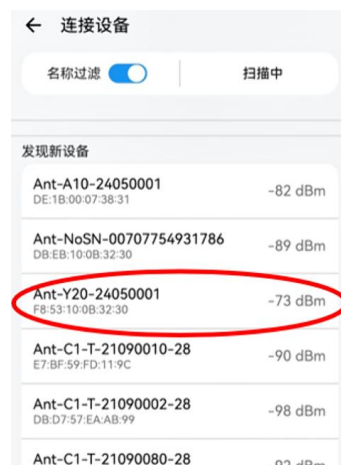 连接设备
名称过滤 扫描中
发现新设备
Ant-A10-24050001
-82 dBm
DE:1B:00:07:38:31
Ant-NoSN-00707754931786
-89 dBm
DB:EB:10:0B:32:30
Ant-Y20-24050001
-73 dBm
F8:53:10:0B:32:30
Ant-C1-T-21090010-28
-90 dBm
E7:BF:59:FD:11:9C
Ant-C1-T-21090002-28
-98 dBm
DB:D7:57:EA:AB:99
Ant-C1-T-21090080-28
-92 dBm